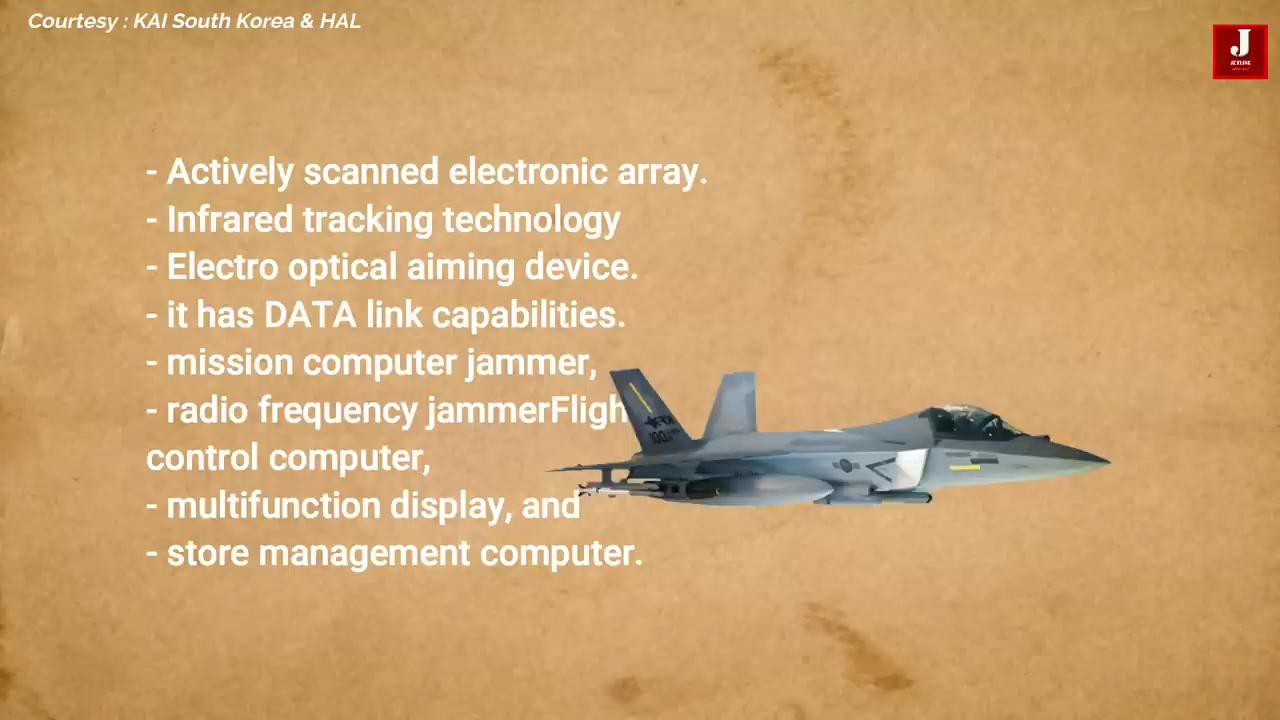 Courtesy : KAI South Korea & HAL
J
JETLINE
- Actively scanned electronic array.
- Infrared tracking technology
- Electro optical aiming device.
- it has DATA link capabilities.
- mission computer jammer,
- radio frequency jammerFligh
control computer,
- multifunction display, and
- store management computer.